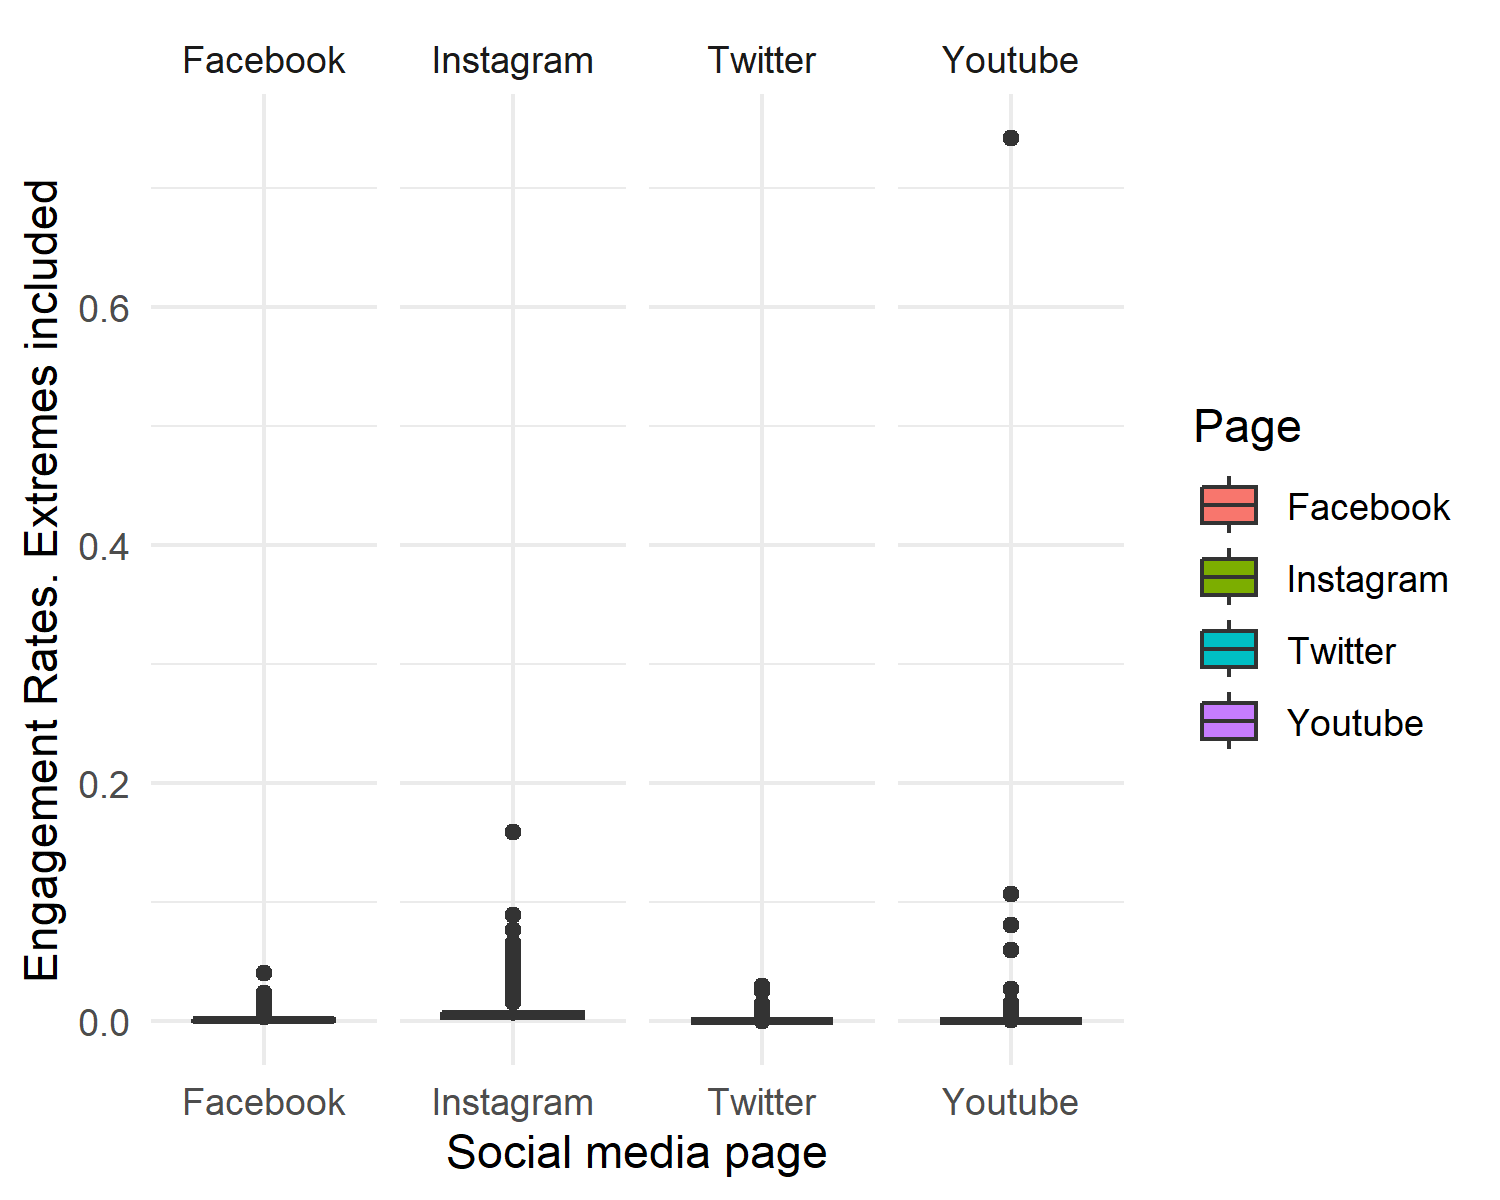 Facebook Instagram Twitter Youtube
Engagement Rates. Extremes included
0.6
0.4
0.2
0.0
Facebook Instagram Twitter Youtube
Social media page
Page
Facebook
Instagram
Twitter
Youtube